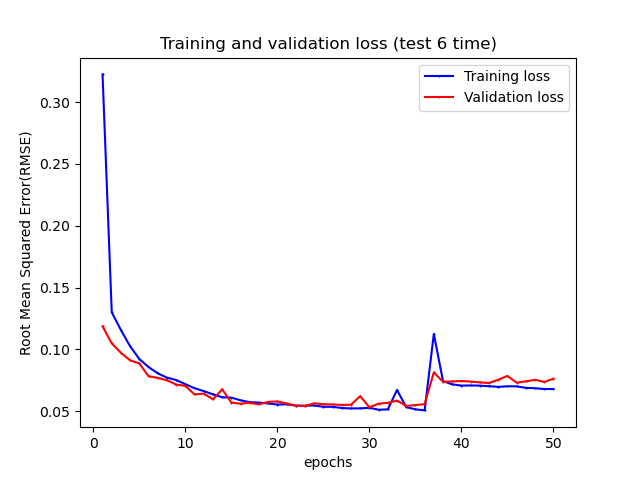 Training and validation loss (test 6 time)
Training loss
Validation loss
0.30
0.25
0.20
0.15
0.10
0.05
Root Mean Squared Error(RMSE)
0 10 20 30 40 50
epochs